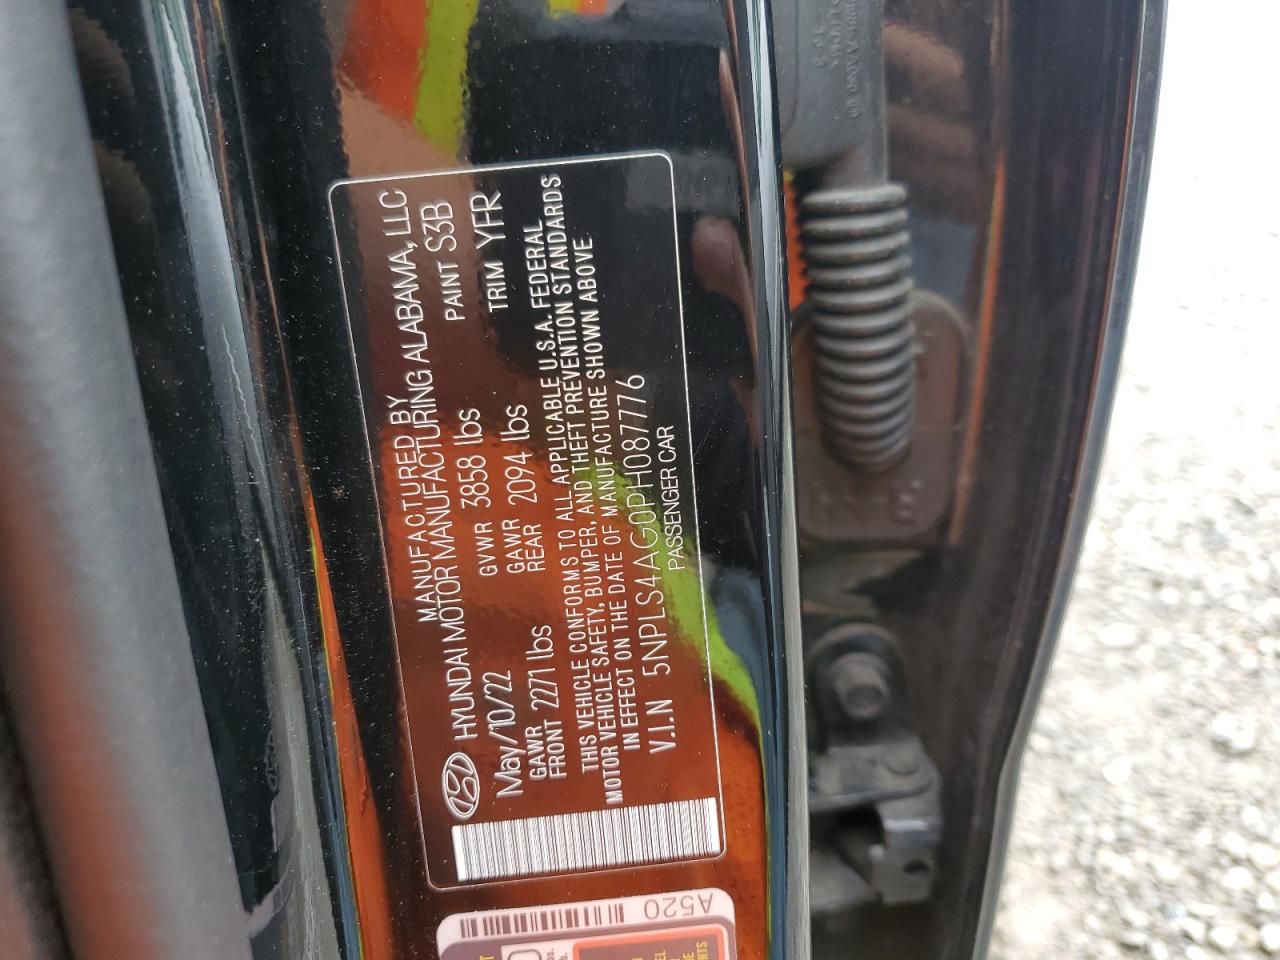 MANUFACTURED BY
HYUNDAI MOTOR MANUFACTURING ALABAMA, LLC
May/10/22 GVWR 3858 lbs PAINT S3B
GAWR FRONT 2271 lbs GAWR REAR 2094 lbs TRIM YFR
THIS VEHICLE CONFORMS TO ALL APPLICABLE U.S.A. FEDERAL
MOTOR VEHICLE SAFETY, BUMPER, AND THEFT PREVENTION STANDARDS
IN EFFECT ON THE DATE OF MANUFACTURE SHOWN ABOVE
V.I.N 5NPLS4AG0PH087776
PASSENGER CAR
A520